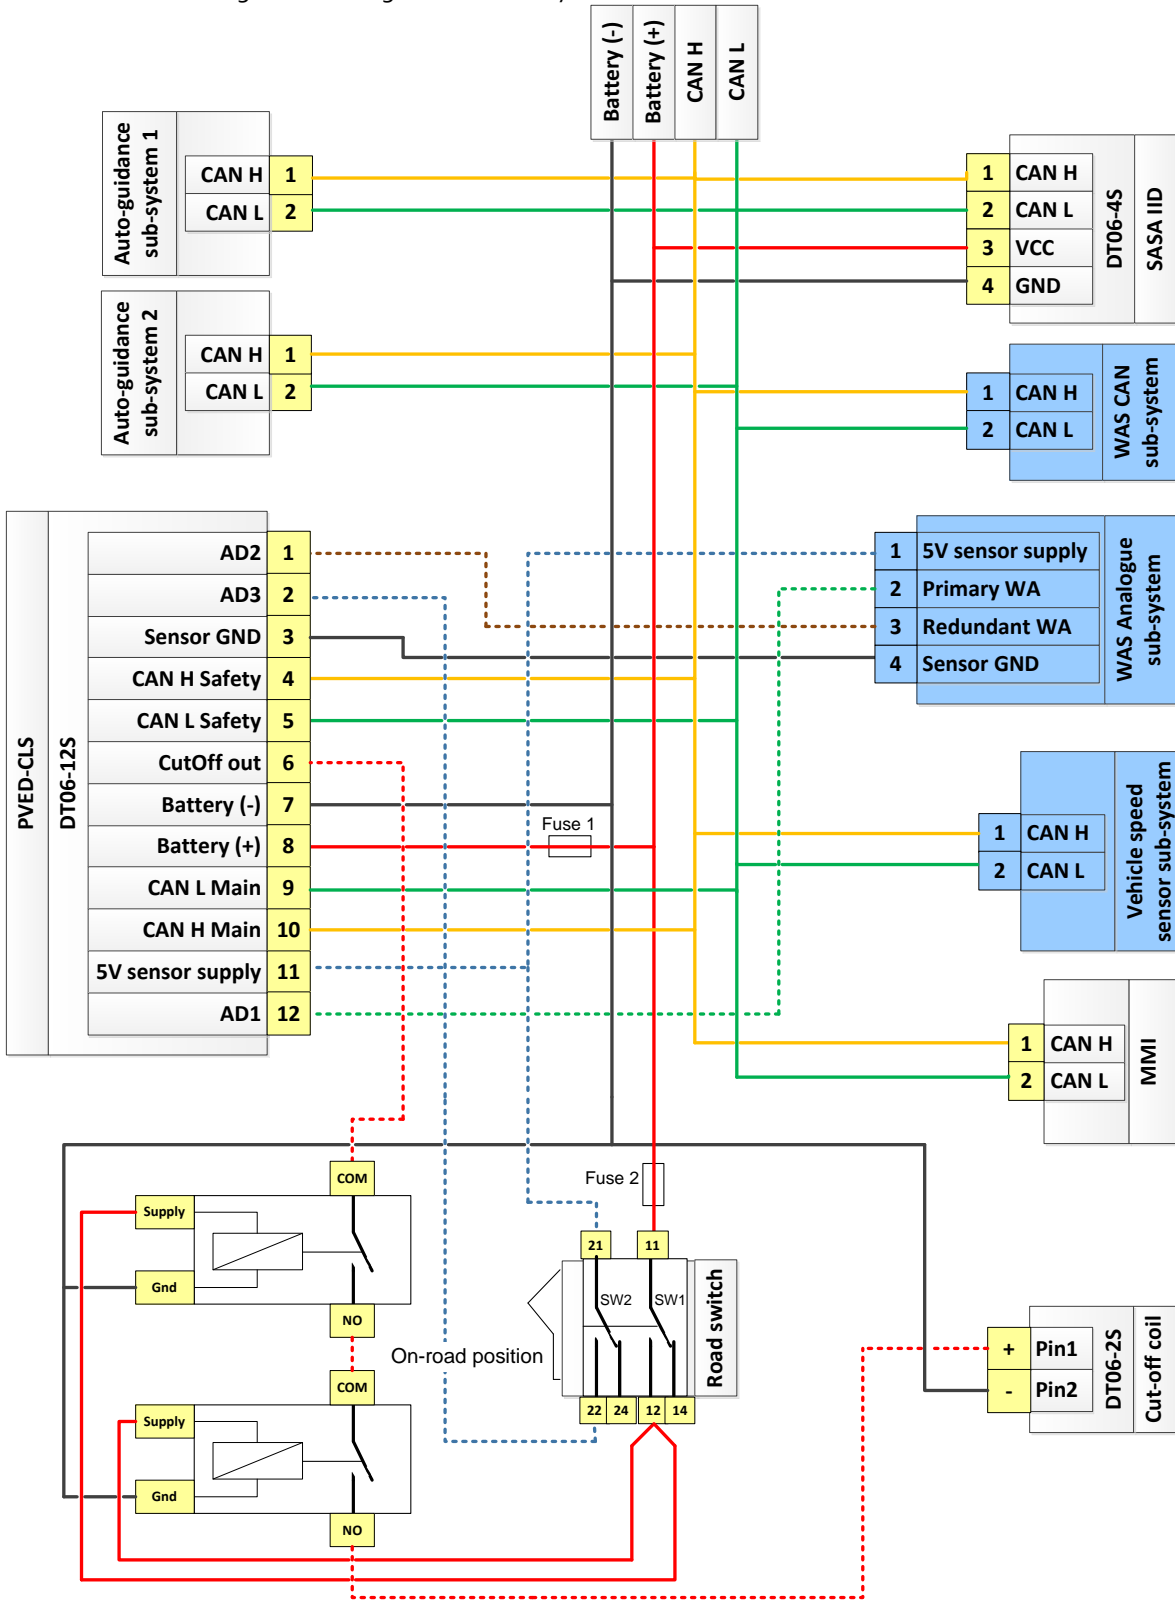 Battery (-)
Battery (+)
CAN H
CAN L
Auto-guidance
sub-system 1
CAN H 1
CAN L 2
Auto-guidance
sub-system 2
CAN H 1
CAN L 2
1 CAN H
2 CAN L
3 VCC
4 GND
DT06-4S
SASA IID
1 CAN H
2 CAN L
WAS CAN
sub-system
PVED-CLS
DT06-12S
AD2 1
AD3 2
Sensor GND 3
CAN H Safety 4
CAN L Safety 5
CutOff out 6
Battery (-) 7
Battery (+) 8
CAN L Main 9
CAN H Main 10
5V sensor supply 11
AD1 12
1 5V sensor supply
2 Primary WA
3 Redundant WA
4 Sensor GND
WAS Analogue
sub-system
Fuse 1
1 CAN H
2 CAN L
Vehicle speed
sensor sub-system
1 CAN H
2 CAN L
MMI
COM
Supply
Gnd
NO
COM
Supply
Gnd
NO
Fuse 2
21 11
SW2 SW1
On-road position
22 24 12 14
Road switch
+ Pin1
- Pin2
DT06-2S
Cut-off coil